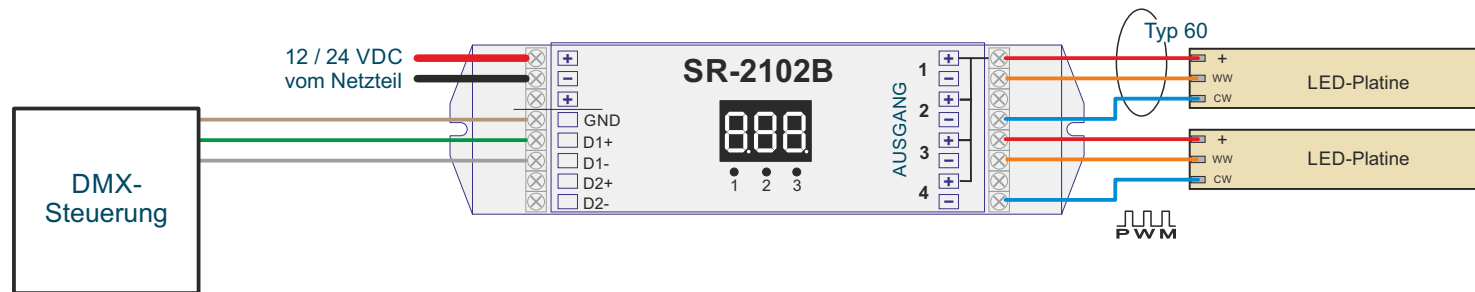 12 / 24 VDC
vom Netzteil
DMX-
Steuerung
+
−
+
GND
D1+
D1-
D2+
D2-
SR-2102B
8.8.8.
1 2 3
AUSGANG
1 + −
2 + −
3 + −
4 + −
Typ 60
+
WW
CW
LED-Platine
+
WW
CW
LED-Platine
PWM